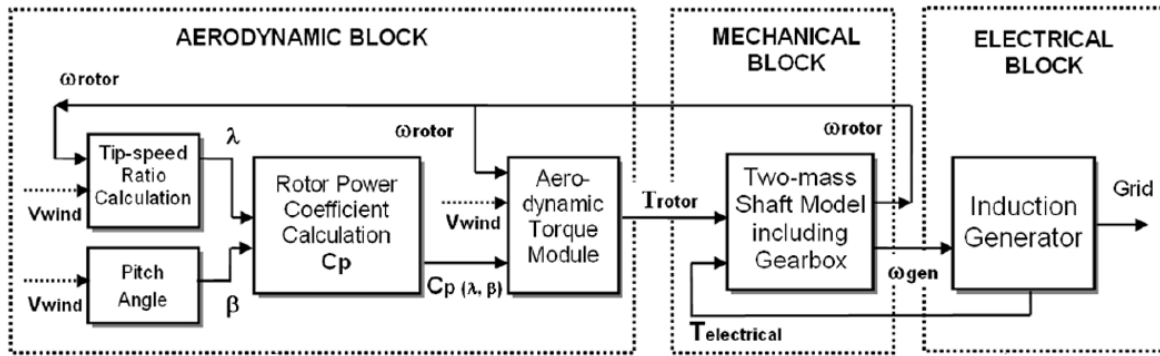 AERODYNAMIC BLOCK
MECHANICAL
BLOCK
ELECTRICAL
BLOCK
ωrotor
ωrotor
ωrotor
λ
Tip-speed
Ratio
Calculation
Vwind
Rotor Power
Coefficient
Calculation
Cp
Vwind
Aero-
dynamic
Torque
Module
Trotor
Two-mass
Shaft Model
including
Gearbox
Induction
Generator
Grid
Pitch
Angle
Vwind
β
Cp (λ, β)
ωgen
Telectrical